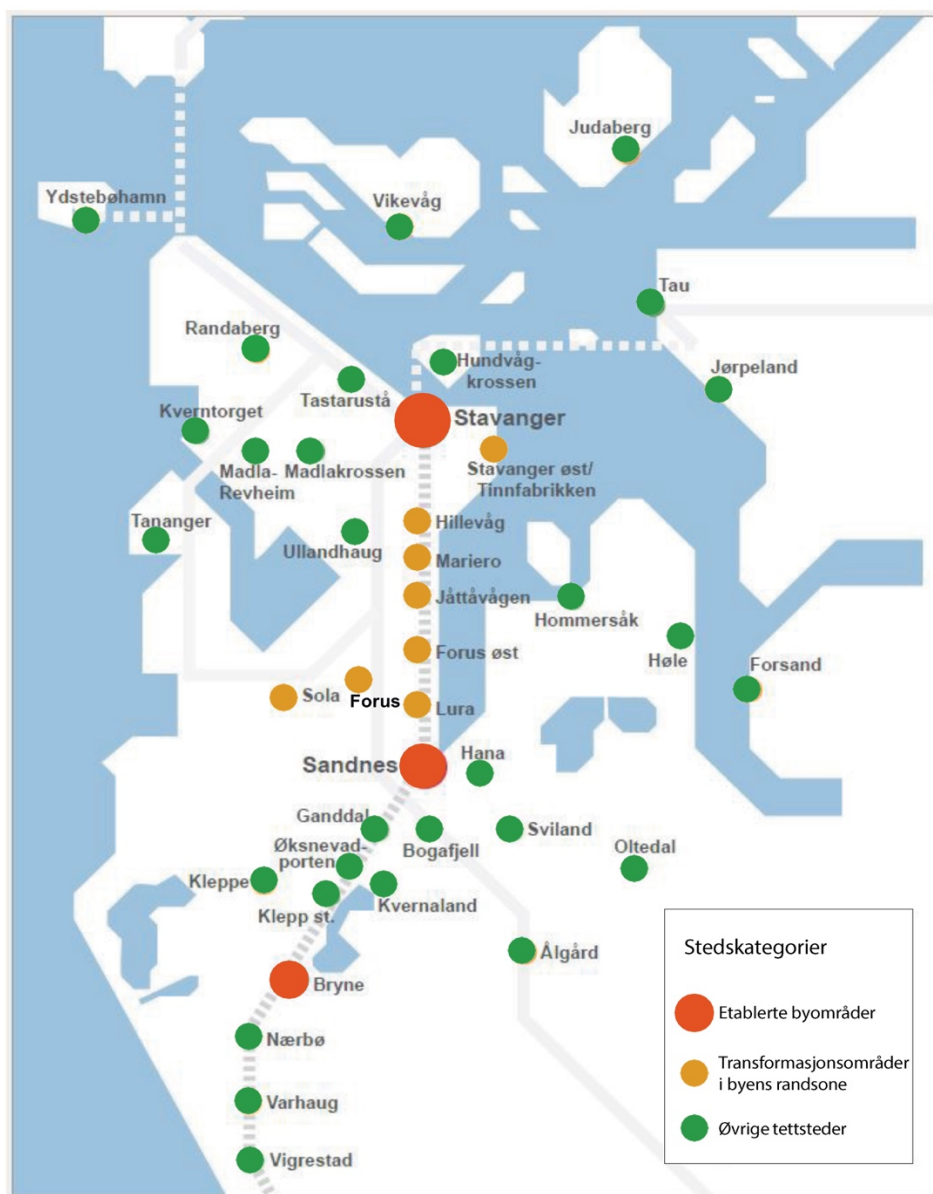 Judaberg
Ydstebøhamn
Vikevåg
Tau
Randaberg
Hundvåg-
krossen
Jørpeland
Tastarustå
Kverntorget
Stavanger
Madla-
Revheim
Madlakrossen
Stavanger øst/
Tinnfabrikken
Tananger
Hillevåg
Ullandhaug
Mariero
Jåttåvågen
Hommersåk
Forus øst
Høle
Forsand
Sola
Forus
Lura
Sandnes
Hana
Ganddal
Bogafjell
Sviland
Øksnevad-
porten
Oltedal
Kleppe
Kvernaland
Klepp st.
Ålgård
Bryne
Nærbø
Varhaug
Vigrestad
Stedskategorier
Etablerte byområder
Transformasjonsområder
i byens randsone
Øvrige tettsteder